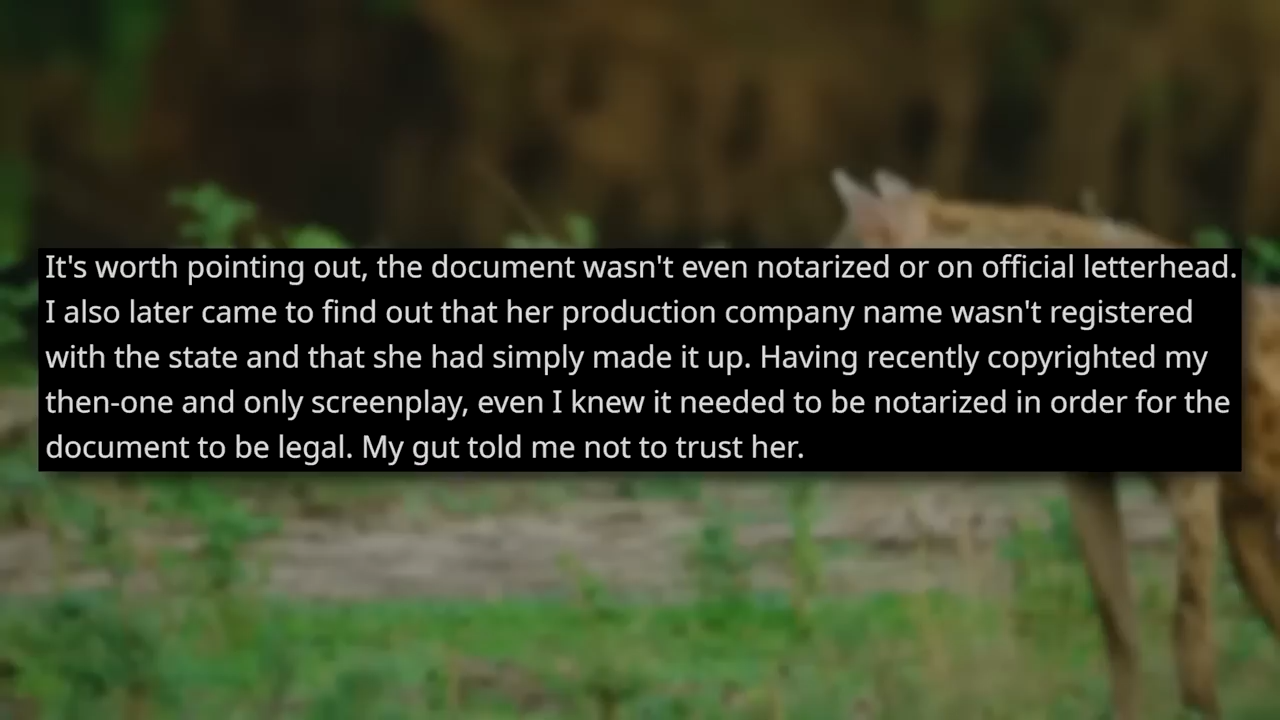 It's worth pointing out, the document wasn't even notarized or on official letterhead.
I also later came to find out that her production company name wasn't registered
with the state and that she had simply made it up. Having recently copyrighted my
then-one and only screenplay, even I knew it needed to be notarized in order for the
document to be legal. My gut told me not to trust her.